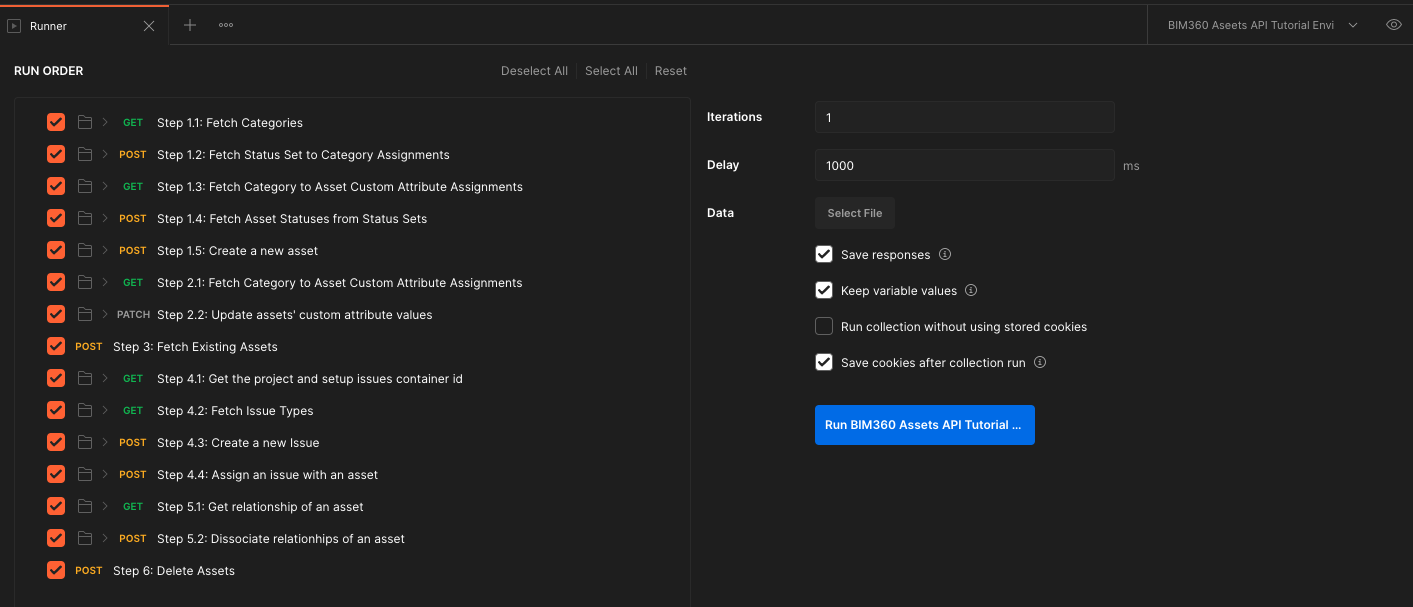 Runner
BIM360 Aseets API Tutorial Envi
RUN ORDER
Deselect All
Select All
Reset
GET Step 1.1: Fetch Categories
POST Step 1.2: Fetch Status Set to Category Assignments
GET Step 1.3: Fetch Category to Asset Custom Attribute Assignments
POST Step 1.4: Fetch Asset Statuses from Status Sets
POST Step 1.5: Create a new asset
GET Step 2.1: Fetch Category to Asset Custom Attribute Assignments
PATCH Step 2.2: Update assets' custom attribute values
POST Step 3: Fetch Existing Assets
GET Step 4.1: Get the project and setup issues container id
GET Step 4.2: Fetch Issue Types
POST Step 4.3: Create a new Issue
POST Step 4.4: Assign an issue with an asset
GET Step 5.1: Get relationship of an asset
POST Step 5.2: Dissociate relationhips of an asset
POST Step 6: Delete Assets
Iterations 1
Delay 1000 ms
Data Select File
Save responses
Keep variable values
Run collection without using stored cookies
Save cookies after collection run
Run BIM360 Assets API Tutorial ...